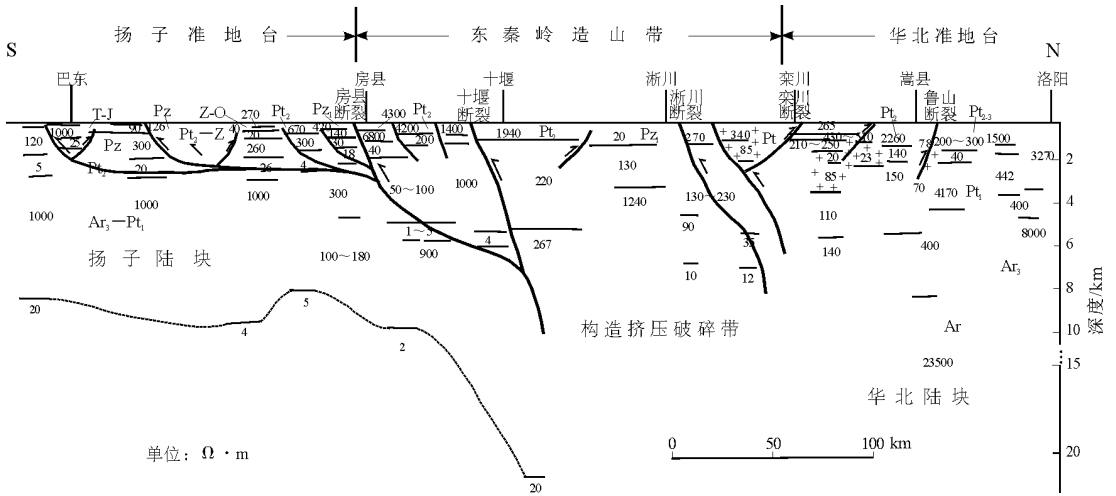 扬子准地台 东秦岭造山带 华北准地台
S N
巴东 房县 十堰 淅川 栾川 嵩县 洛阳
房县断裂 十堰断裂 淅川断裂 栾川断裂 鲁山断裂
T-J Pz Z-O 270 Pt₂ Pz 4300 Pt₂ 265 Pt₂ Pt₂₋₃
1000 90 26 40 20 670 420 140 6800 4200 1400 1940 20 Pz 270 340 Pt 450 2260 78 200~300 1500
120 25 Pz 300 Pt₂—Z 260 300 30 18 40 200 85 210~250 20 23 140 40 3270
5 Pt₂ 20 26 4 130 85 150 442
1000 1000 1000 300 50~100 1000 220 1240 130~230 110 70 4170 Pt₁ 400
Ar₃—Pt₁ 1~5 4 267 90 35 140 400 8000
扬子陆块 100~180 900 10 12 Ar₃
20 4 5 2 构造挤压破碎带 Ar
23500
华北陆块
单位：Ω·m
0 50 100 km
20
2
4
6
8
10
15
20
深度/km